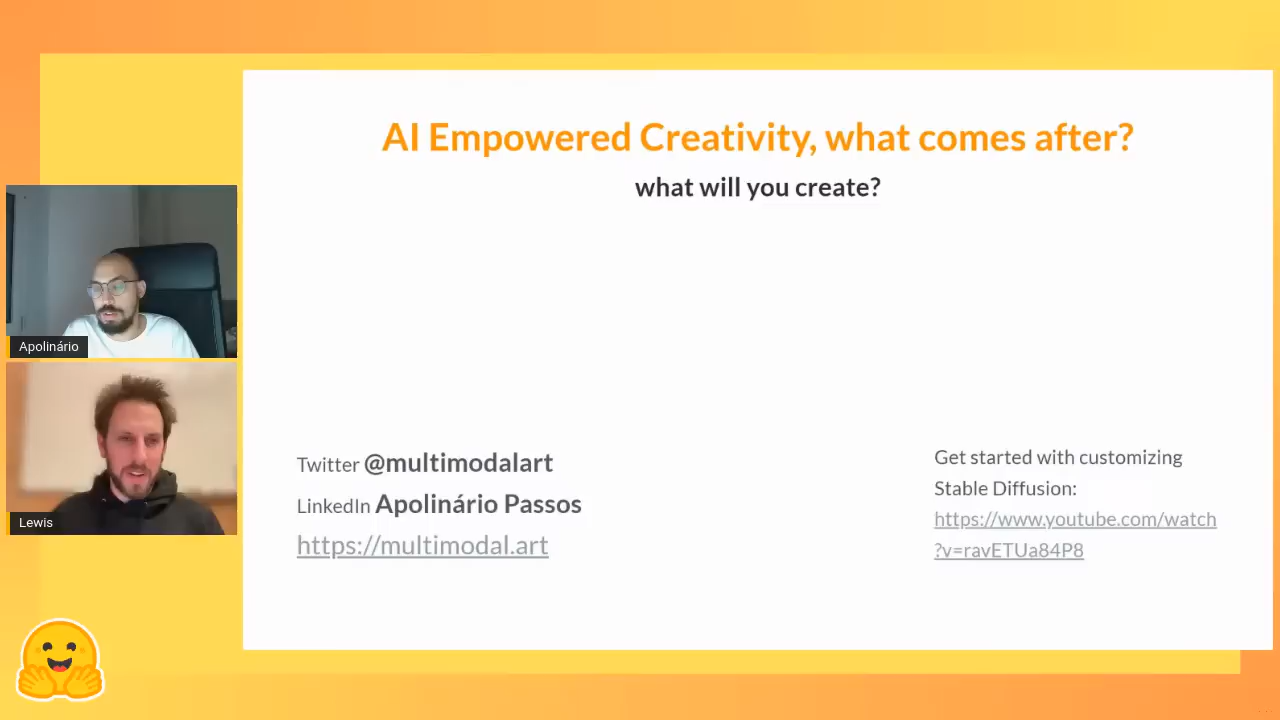 AI Empowered Creativity, what comes after?
what will you create?
Apolinário
Lewis
Twitter @multimodalart
LinkedIn Apolinário Passos
https://multimodal.art
Get started with customizing
Stable Diffusion:
https://www.youtube.com/watch
?v=ravETUa84P8